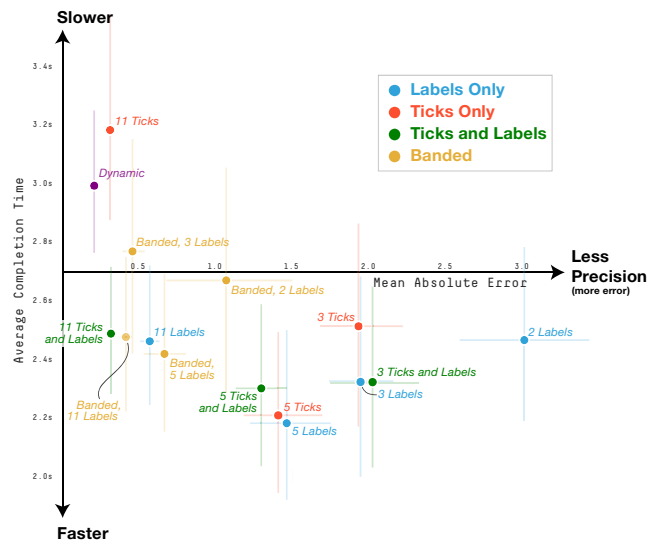 Slower
3.4s
Labels Only
Ticks Only
Ticks and Labels
Banded
3.2s
11 Ticks
3.0s
Dynamic
2.8s
Banded, 3 Labels
Average Completion Time
0.5
1.0
1.5
2.0
3.0
Less
Precision
(more error)
Mean Absolute Error
Banded, 2 Labels
2.6s
3 Ticks
11 Ticks
and Labels
11 Labels
2 Labels
2.4s
Banded,
5 Labels
3 Ticks and Labels
3 Labels
Banded,
11 Labels
5 Ticks
and Labels
5 Ticks
5 Labels
2.2s
2.0s
Faster